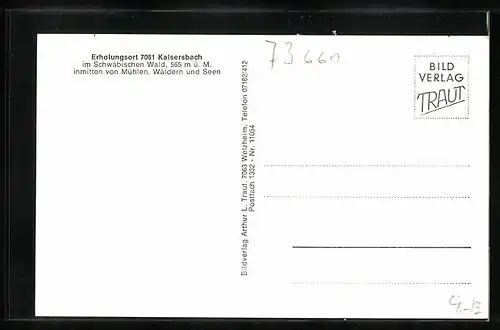 Erholungsort 7061 Kaisersbach
im Schwäbischen Wald, 565 m ü. M.
inmitten von Mühlen, Wäldern und Seen
73660
BILD
VERLAG
TRAUT
Bildverlag Arthur L. Traut, 7063 Welzheim, Telefon 07182/412
Postfach 1332 - Nr. 11054